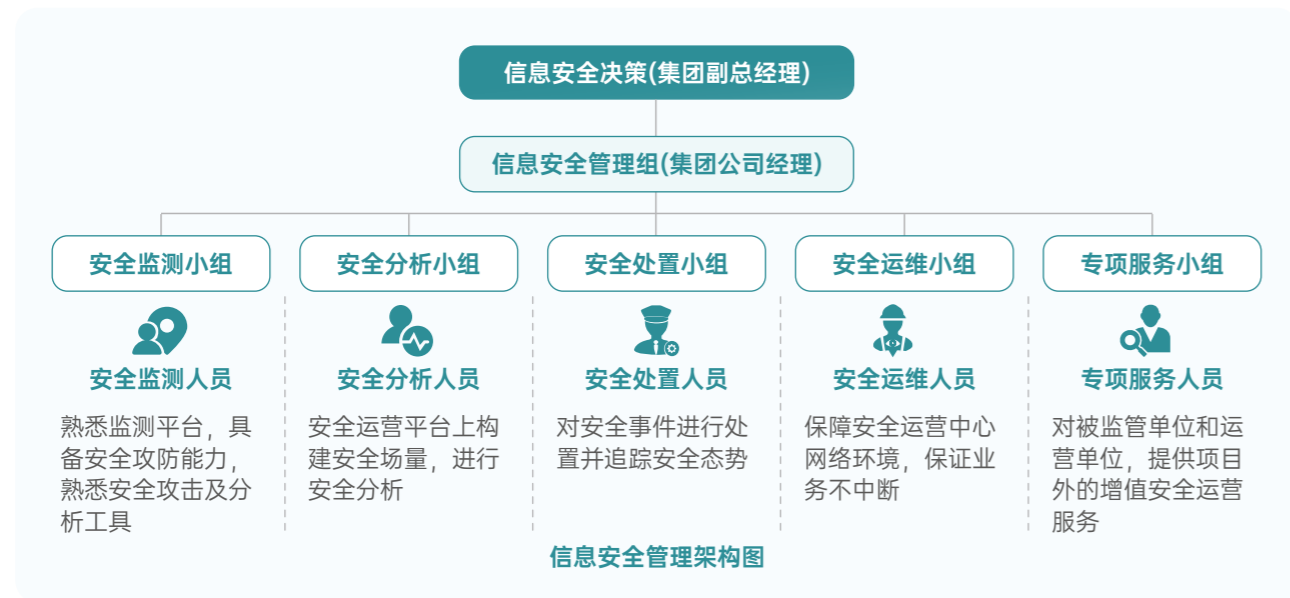 信息安全决策(集团副总经理)
信息安全管理组(集团公司经理)
安全监测小组
安全分析小组
安全处置小组
安全运维小组
专项服务小组
安全监测人员
熟悉监测平台，具
备安全攻防能力，
熟悉安全攻击及分
析工具
安全分析人员
安全运营平台上构
建安全场量，进行
安全分析
安全处置人员
对安全事件进行处
置并追踪安全态势
安全运维人员
保障安全运营中心
网络环境，保证业
务不中断
专项服务人员
对被监管单位和运
营单位，提供项目
外的增值安全运营
服务
信息安全管理架构图